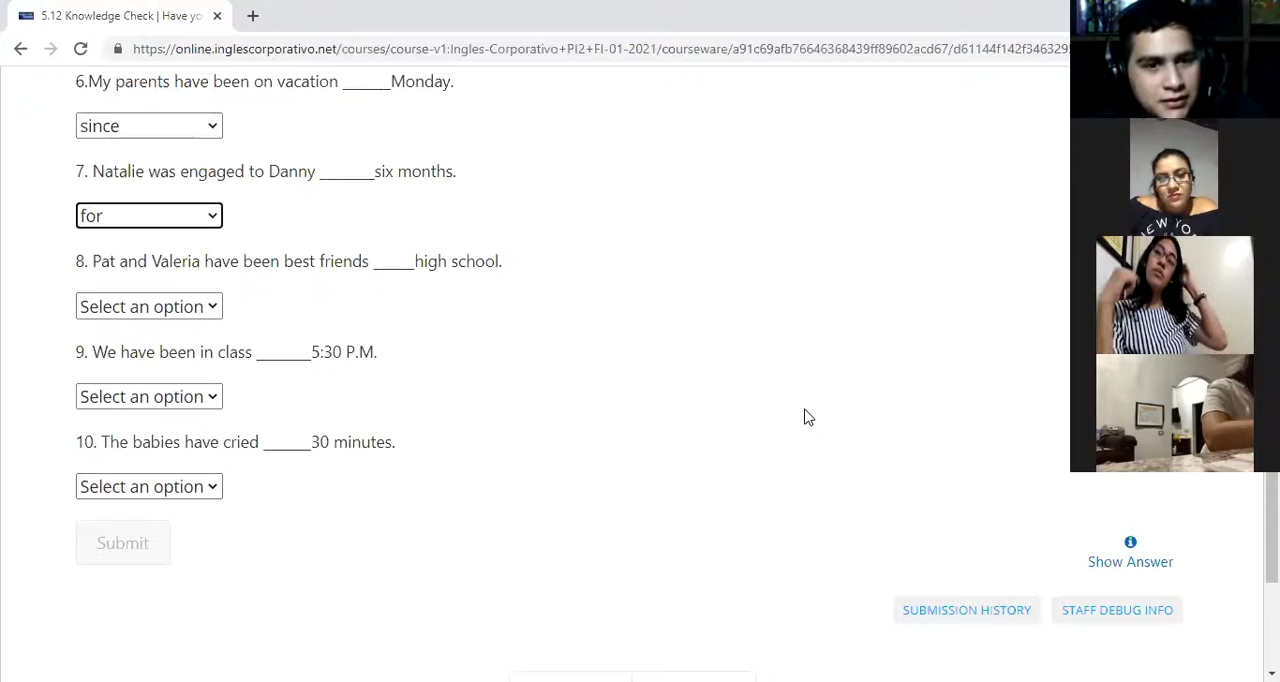 5.12 Knowledge Check | Have yo
https://online.inglescorporativo.net/courses/course-v1:Ingles-Corporativo+PI2+FI-01-2021/courseware/a91c69afb76646368439ff89602acd67/d61144f142f3463295
6.My parents have been on vacation ______Monday.
since
7. Natalie was engaged to Danny _______six months.
for
8. Pat and Valeria have been best friends _____high school.
Select an option
9. We have been in class _______5:30 P.M.
Select an option
10. The babies have cried ______30 minutes.
Select an option
Submit
Show Answer
SUBMISSION HISTORY
STAFF DEBUG INFO
NEW YO